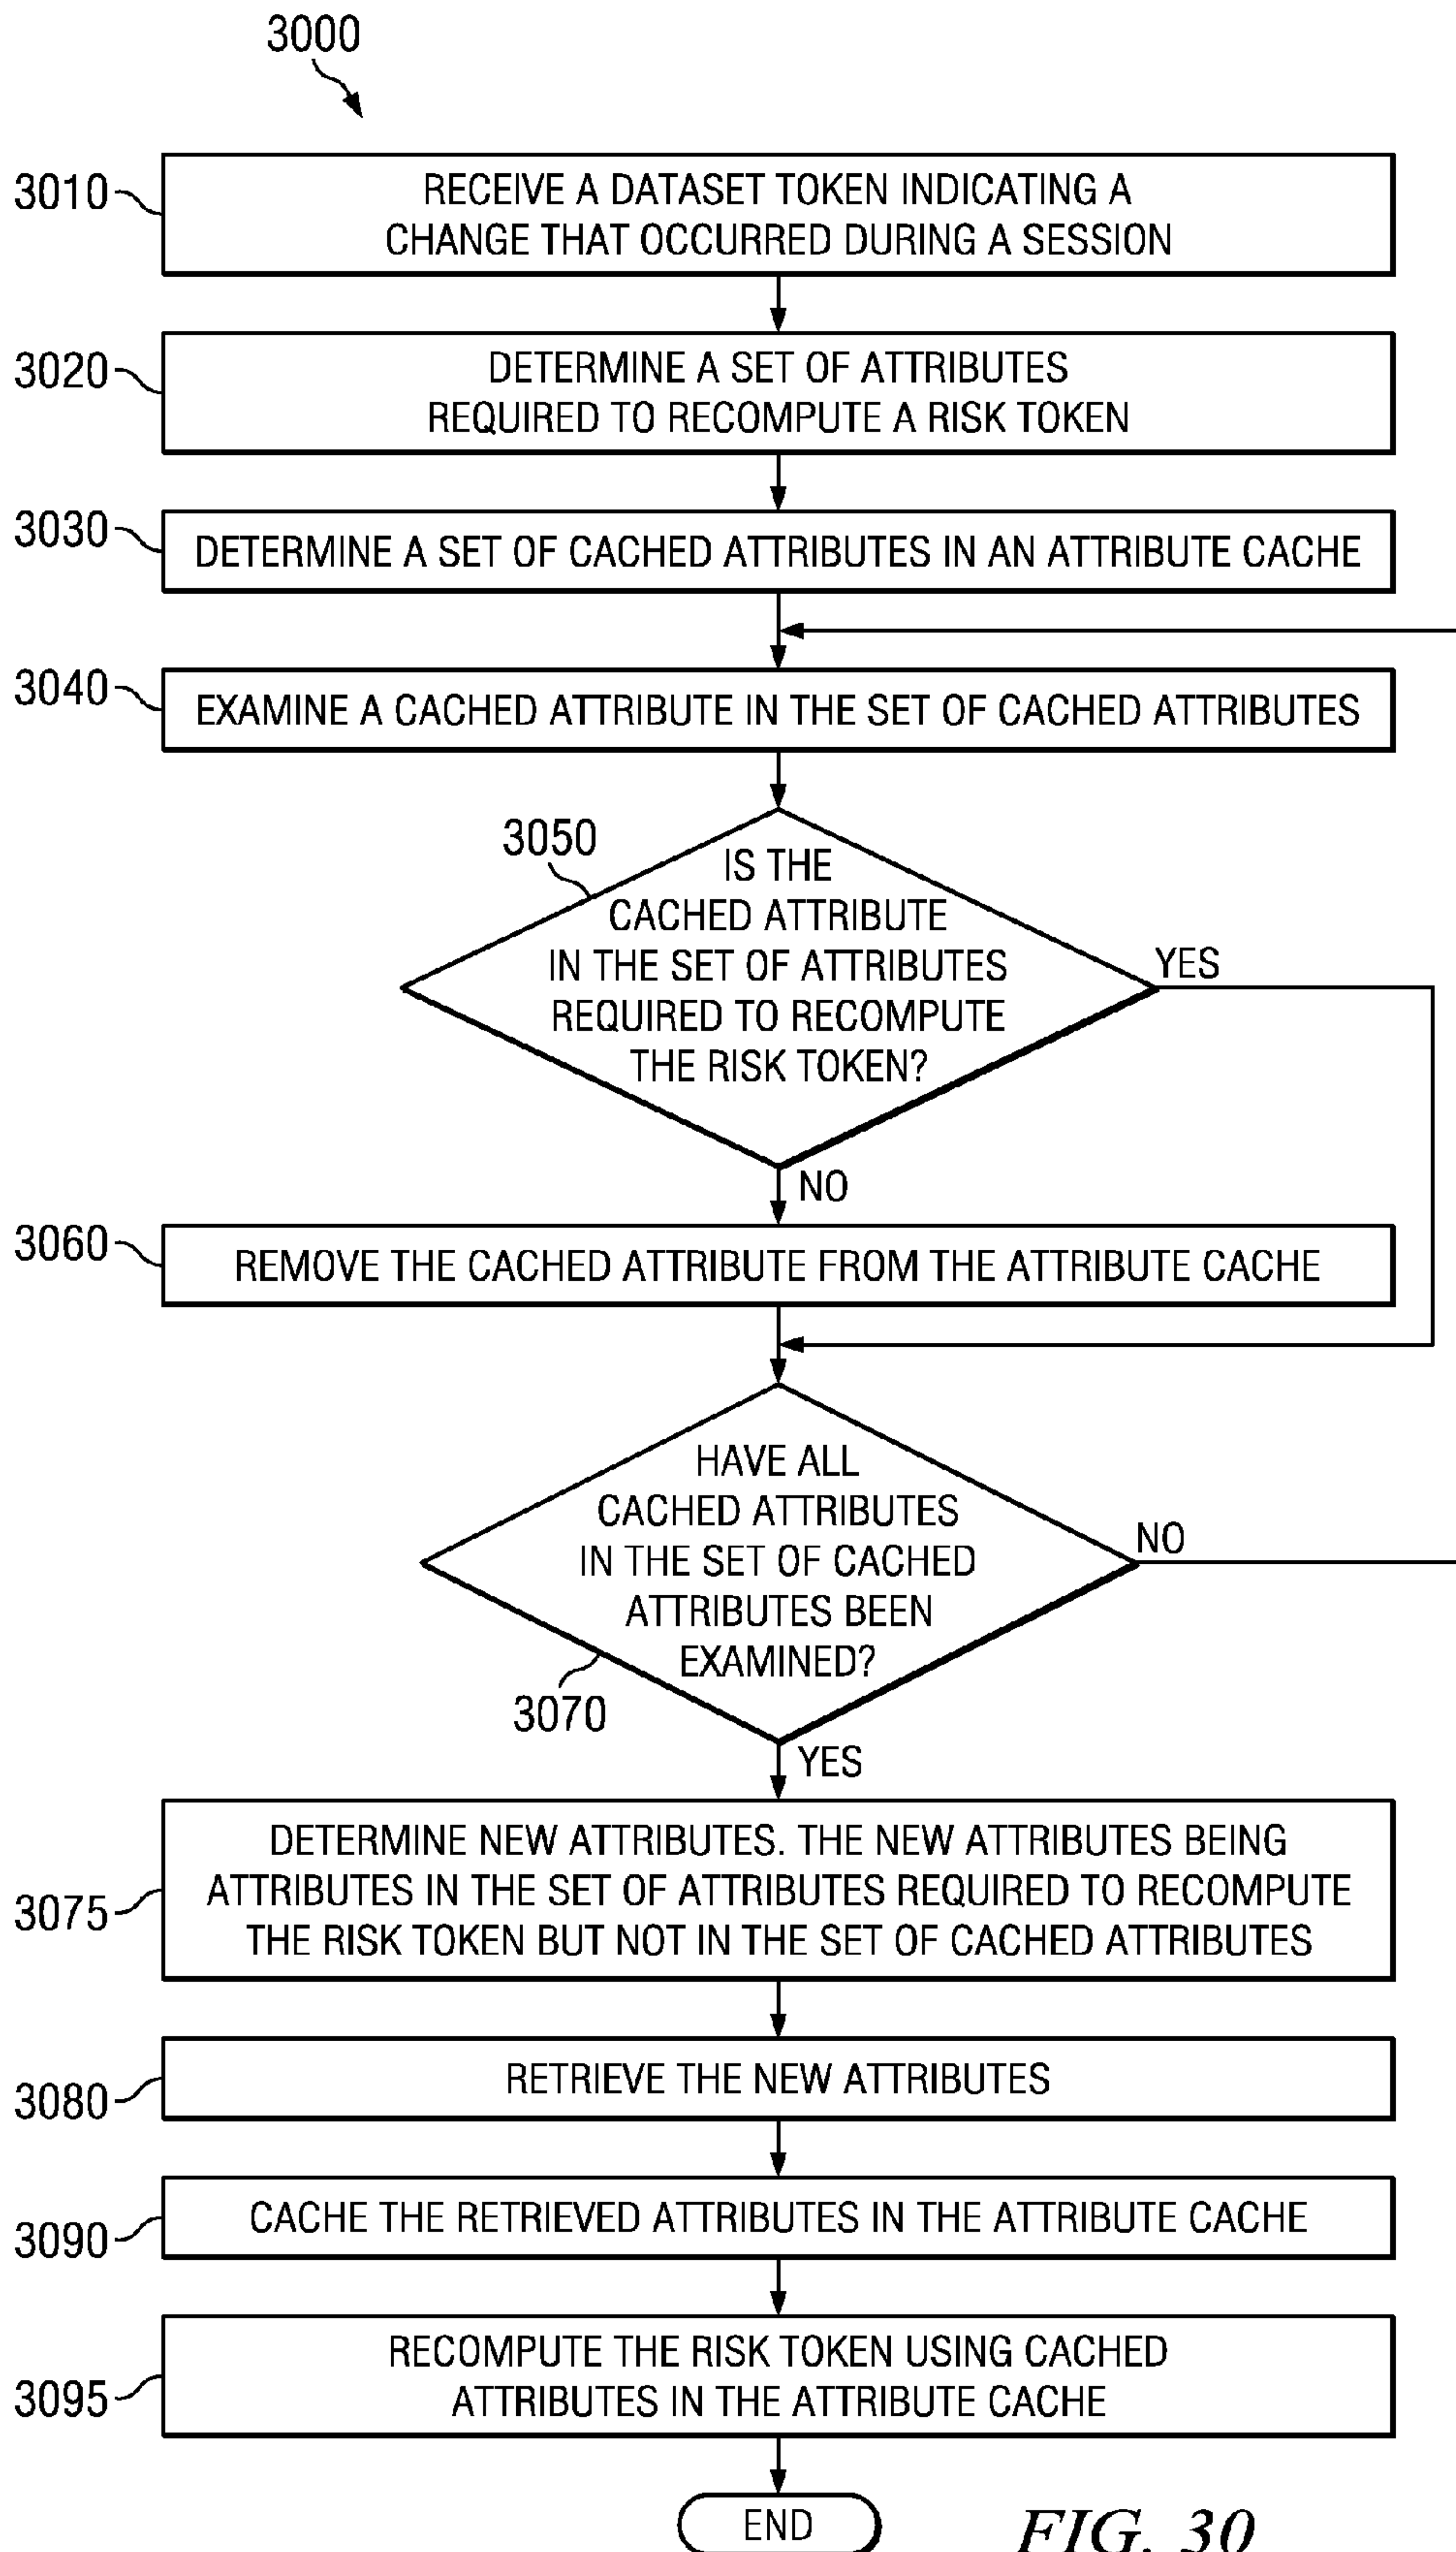 3000
3010
RECEIVE A DATASET TOKEN INDICATING A
CHANGE THAT OCCURRED DURING A SESSION
3020
DETERMINE A SET OF ATTRIBUTES
REQUIRED TO RECOMPUTE A RISK TOKEN
3030
DETERMINE A SET OF CACHED ATTRIBUTES IN AN ATTRIBUTE CACHE
3040
EXAMINE A CACHED ATTRIBUTE IN THE SET OF CACHED ATTRIBUTES
3050
IS THE
CACHED ATTRIBUTE
IN THE SET OF ATTRIBUTES
REQUIRED TO RECOMPUTE
THE RISK TOKEN?
YES
NO
3060
REMOVE THE CACHED ATTRIBUTE FROM THE ATTRIBUTE CACHE
HAVE ALL
CACHED ATTRIBUTES
IN THE SET OF CACHED
ATTRIBUTES BEEN
EXAMINED?
NO
3070
YES
3075
DETERMINE NEW ATTRIBUTES. THE NEW ATTRIBUTES BEING
ATTRIBUTES IN THE SET OF ATTRIBUTES REQUIRED TO RECOMPUTE
THE RISK TOKEN BUT NOT IN THE SET OF CACHED ATTRIBUTES
3080
RETRIEVE THE NEW ATTRIBUTES
3090
CACHE THE RETRIEVED ATTRIBUTES IN THE ATTRIBUTE CACHE
3095
RECOMPUTE THE RISK TOKEN USING CACHED
ATTRIBUTES IN THE ATTRIBUTE CACHE
END
FIG. 30